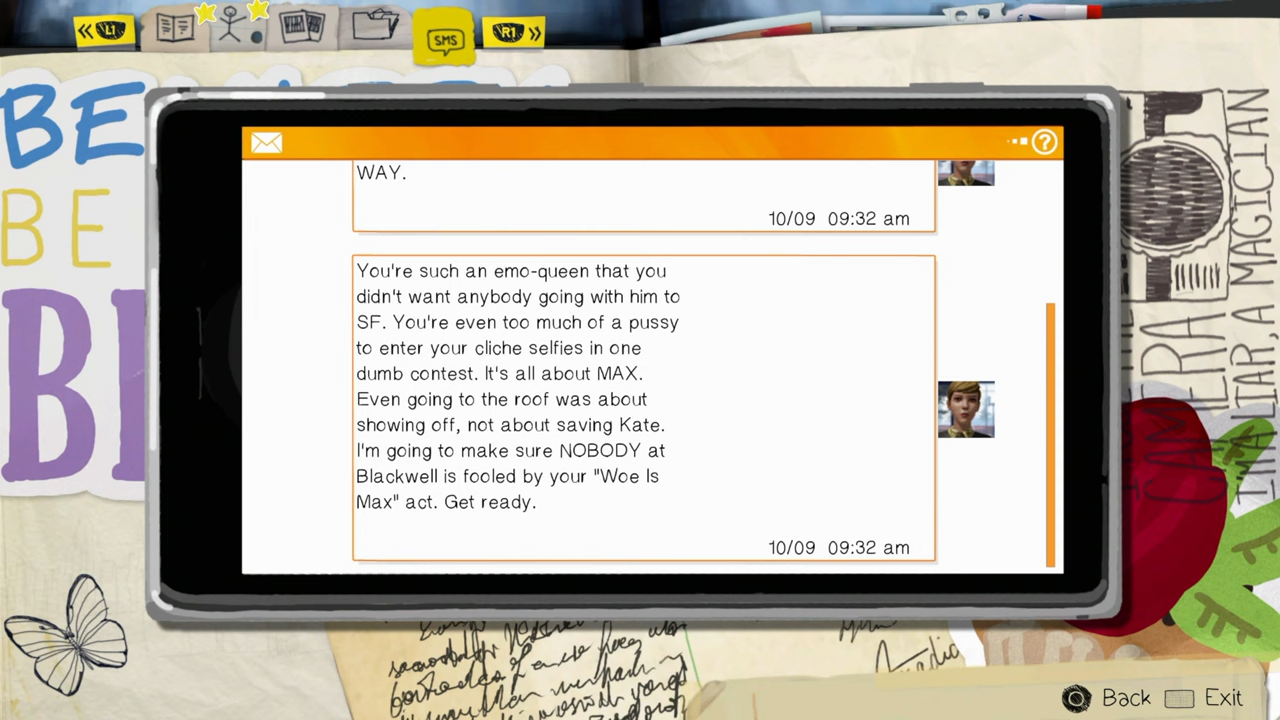 L1
SMS
R1
BE
BE
WAY.
10/09 09:32 am
You're such an emo-queen that you
didn't want anybody going with him to
SF. You're even too much of a pussy
to enter your cliche selfies in one
dumb contest. It's all about MAX.
Even going to the roof was about
showing off, not about saving Kate.
I'm going to make sure NOBODY at
Blackwell is fooled by your "Woe Is
Max" act. Get ready.
10/09 09:32 am
I'M A LIAR, A MAGICIAN
Back
Exit